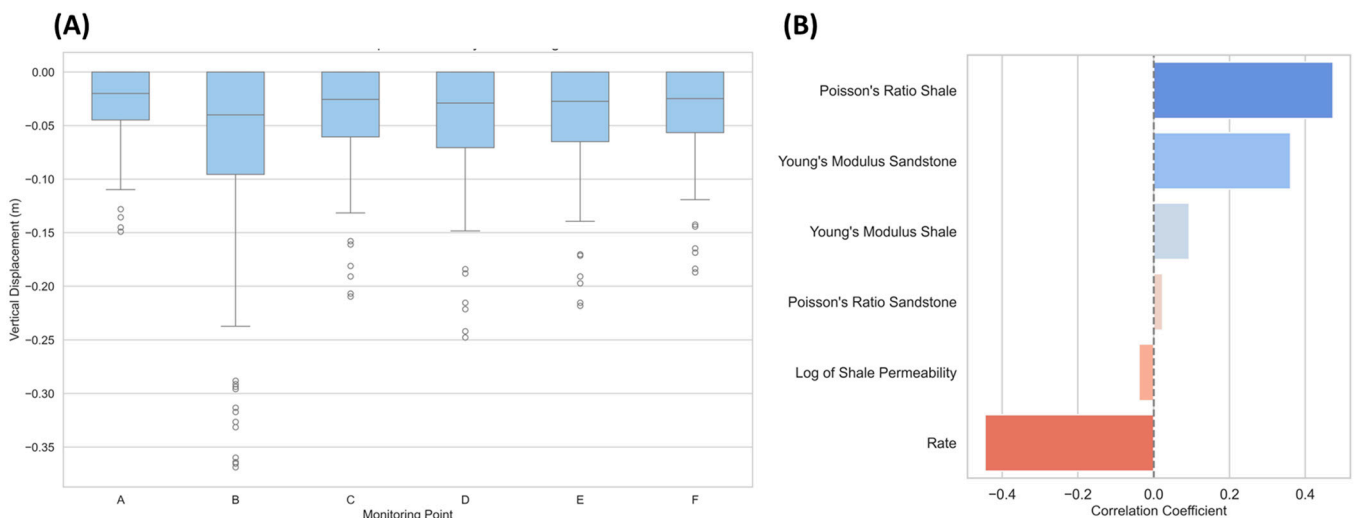 (A)
Vertical Displacement (m)
0.00
−0.05
−0.10
−0.15
−0.20
−0.25
−0.30
−0.35
A B C D E F
Monitoring Point
(B)
Poisson's Ratio Shale
Young's Modulus Sandstone
Young's Modulus Shale
Poisson's Ratio Sandstone
Log of Shale Permeability
Rate
−0.4 −0.2 0.0 0.2 0.4
Correlation Coefficient